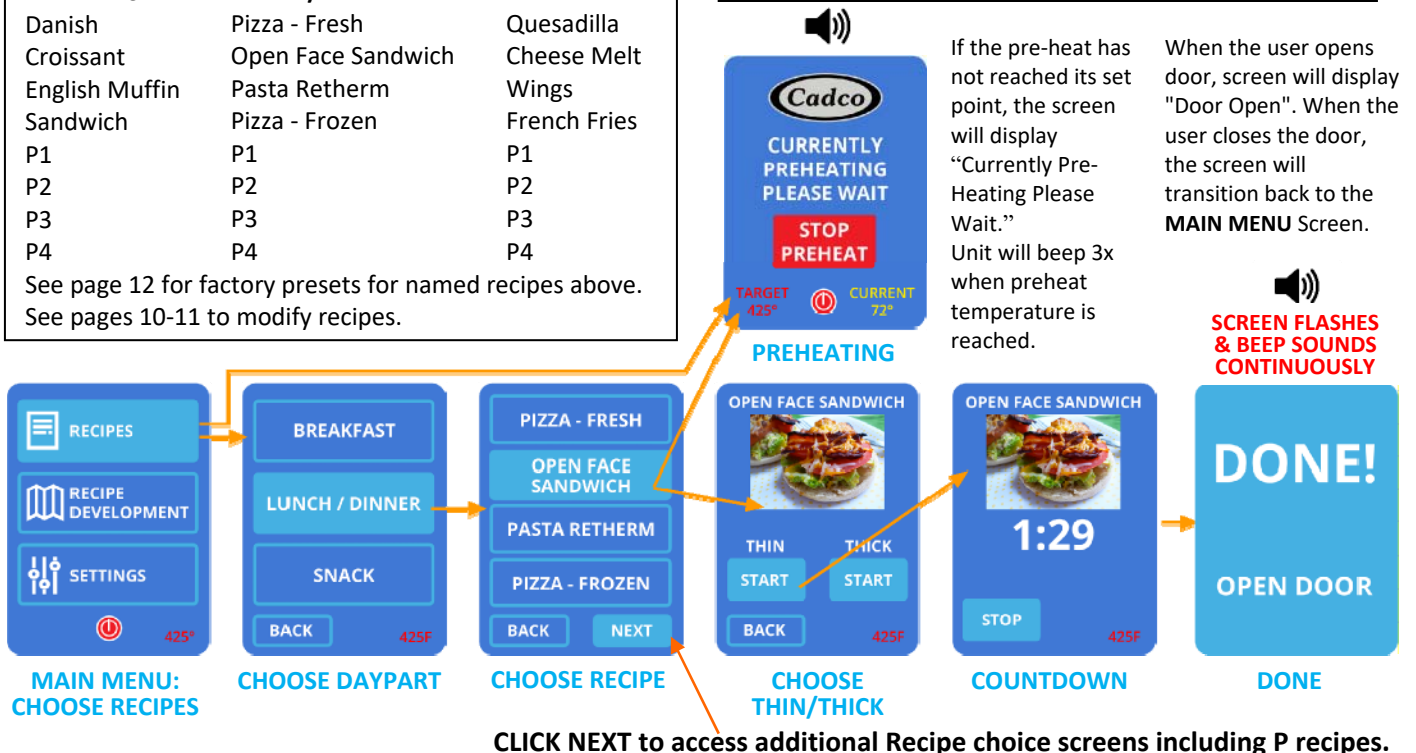 Danish
Croissant
English Muffin
Sandwich
P1
P2
P3
P4
Pizza - Fresh
Open Face Sandwich
Pasta Retherm
Pizza - Frozen
P1
P2
P3
P4
Quesadilla
Cheese Melt
Wings
French Fries
P1
P2
P3
P4
See page 12 for factory presets for named recipes above.
See pages 10-11 to modify recipes.
Cadco
CURRENTLY
PREHEATING
PLEASE WAIT
STOP
PREHEAT
TARGET
425°
CURRENT
72°
PREHEATING
If the pre-heat has
not reached its set
point, the screen
will display
“Currently Pre-
Heating Please
Wait.”
Unit will beep 3x
when preheat
temperature is
reached.
When the user opens
door, screen will display
"Door Open". When the
user closes the door,
the screen will
transition back to the
MAIN MENU Screen.
SCREEN FLASHES
& BEEP SOUNDS
CONTINUOUSLY
RECIPES
RECIPE
DEVELOPMENT
SETTINGS
425°
MAIN MENU:
CHOOSE RECIPES
BREAKFAST
LUNCH / DINNER
SNACK
BACK
425F
CHOOSE DAYPART
PIZZA - FRESH
OPEN FACE
SANDWICH
PASTA RETHERM
PIZZA - FROZEN
BACK
NEXT
CHOOSE RECIPE
OPEN FACE SANDWICH
THIN
THICK
START
START
BACK
425F
CHOOSE
THIN/THICK
OPEN FACE SANDWICH
1:29
STOP
425F
COUNTDOWN
DONE!
OPEN DOOR
DONE
CLICK NEXT to access additional Recipe choice screens including P recipes.